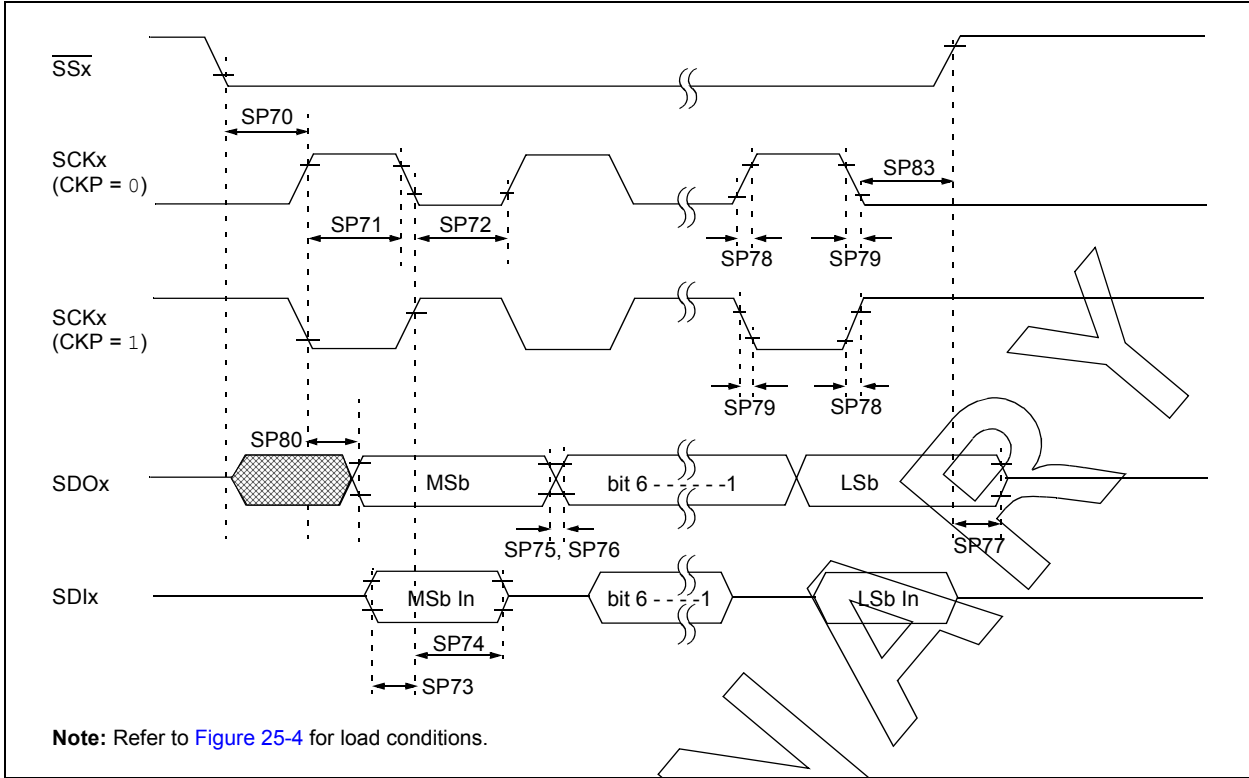 SSx
SP70
SCKx
(CKP = 0)
SP83
SP71
SP72
SP78
SP79
SCKx
(CKP = 1)
SP79
SP78
SP80
SDOx
MSb
bit 6 - - - - - -1
LSb
SP75, SP76
SP77
SDIx
MSb In
bit 6 - - - -1
LSb In
SP74
SP73
Note: Refer to Figure 25-4 for load conditions.